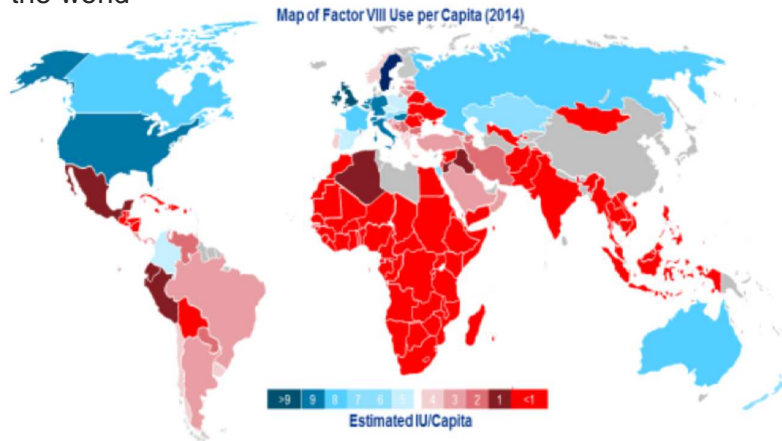 the world
Map of Factor VIII Use per Capita (2014)
>9 9 8 7 6 5 4 3 2 1 <1
Estimated IU/Capita